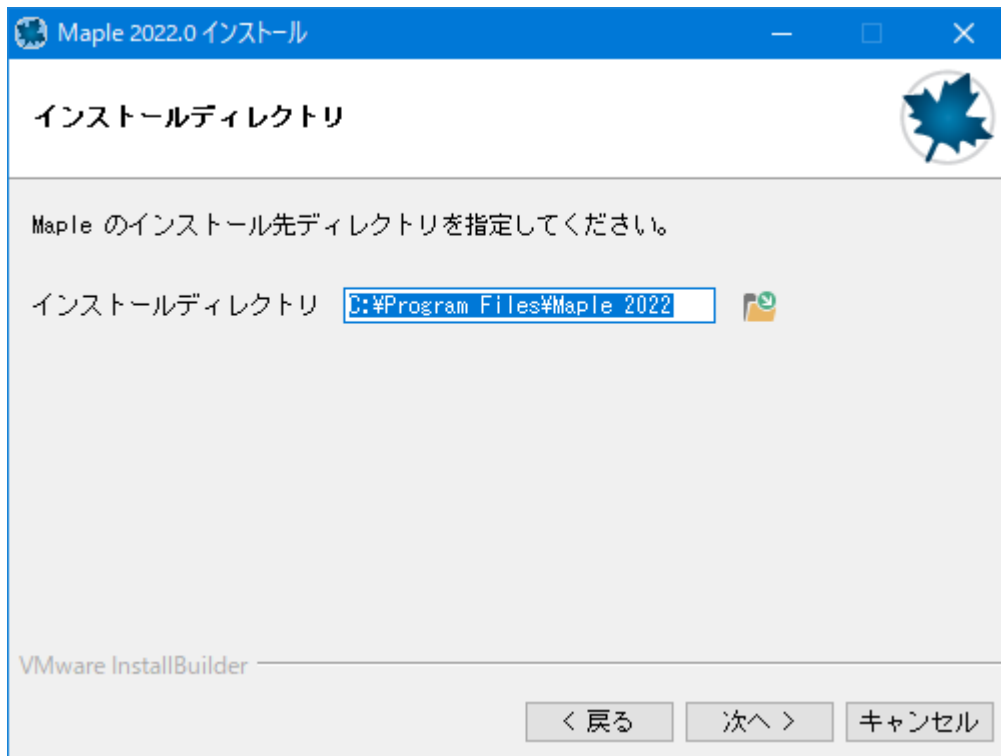 Maple 2022.0 インストール
インストールディレクトリ
Maple のインストール先ディレクトリを指定してください。
インストールディレクトリ C:¥Program Files¥Maple 2022
VMware InstallBuilder
< 戻る 次へ > キャンセル